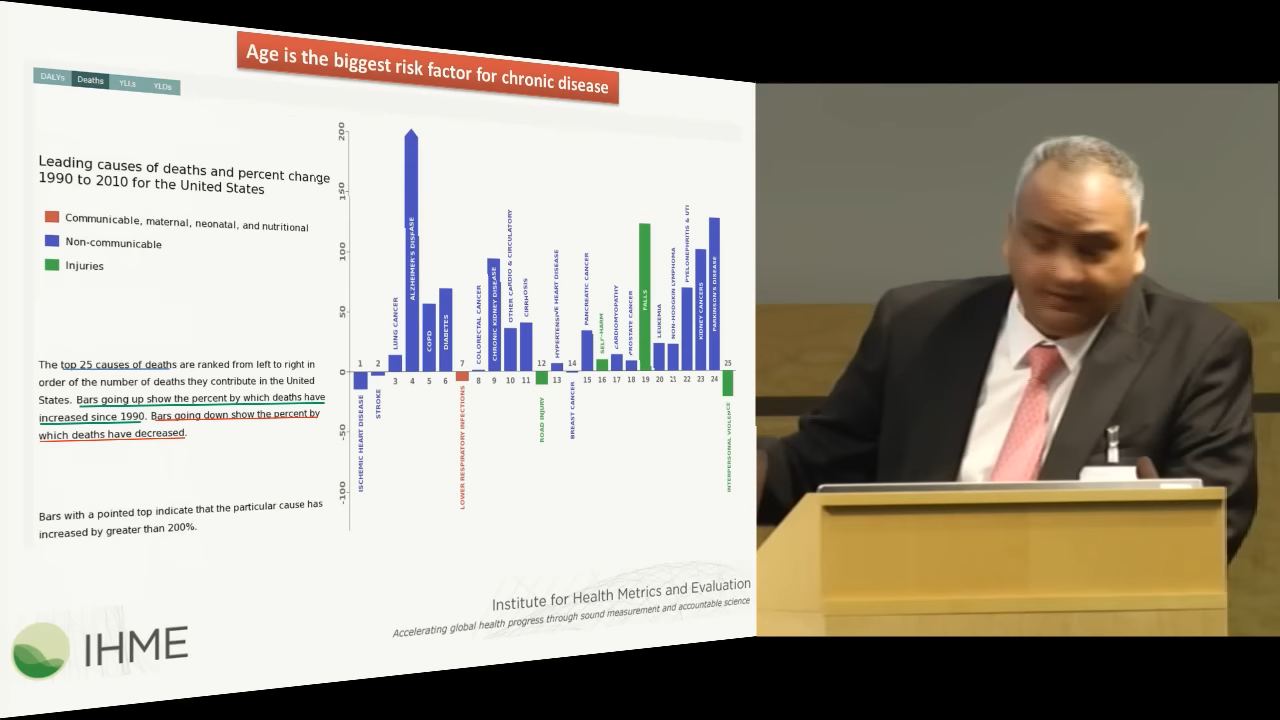 Age is the biggest risk factor for chronic disease
DALYs Deaths YLLs YLDs
Leading causes of deaths and percent change
1990 to 2010 for the United States
Communicable, maternal, neonatal, and nutritional
Non-communicable
Injuries
The top 25 causes of deaths are ranked from left to right in
order of the number of deaths they contribute in the United
States. Bars going up show the percent by which deaths have
increased since 1990. Bars going down show the percent by
which deaths have decreased.
Bars with a pointed top indicate that the particular cause has
increased by greater than 200%.
200
150
100
50
0
-50
-100
1 ISCHEMIC HEART DISEASE
2 STROKE
3 LUNG CANCER
4 ALZHEIMER'S DISEASE
5 COPD
6 DIABETES
7 LOWER RESPIRATORY INFECTIONS
8 COLORECTAL CANCER
9 CHRONIC KIDNEY DISEASE
10 OTHER CARDIO & CIRCULATORY
11 CIRRHOSIS
12 ROAD INJURY
13 HYPERTENSIVE HEART DISEASE
14 BREAST CANCER
15 PANCREATIC CANCER
16 SELF-HARM
17 CARDIOMYOPATHY
18 PROSTATE CANCER
19 FALLS
20 LEUKEMIA
21 NON-HODGKIN LYMPHOMA
22 PYELONEPHRITIS & UTI
23 KIDNEY CANCERS
24 PARKINSON'S DISEASE
25 INTERPERSONAL VIOLENCE
Institute for Health Metrics and Evaluation
Accelerating global health progress through sound measurement and accountable science
IHME